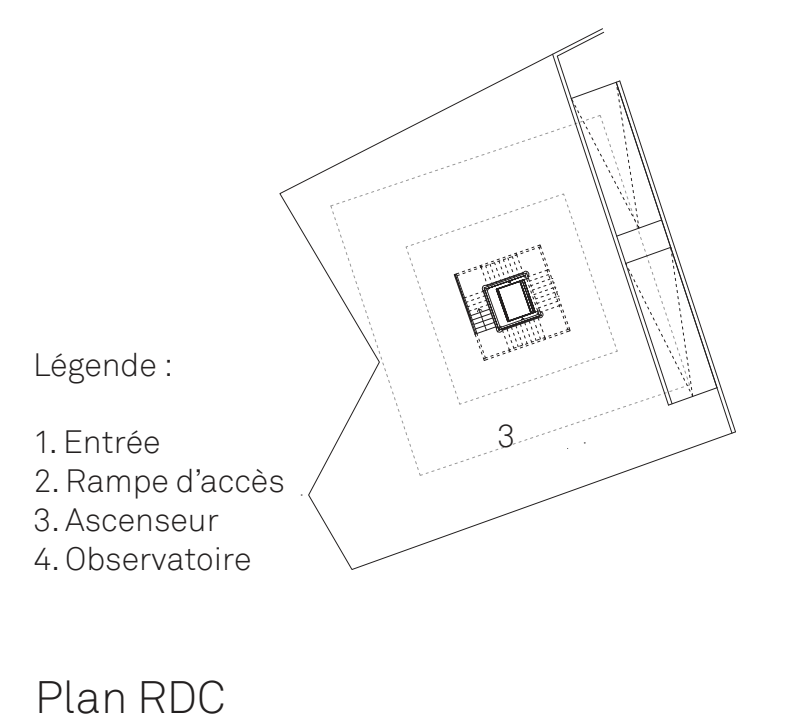 3
Légende :
1. Entrée
2. Rampe d'accès
3. Ascenseur
4. Observatoire
Plan RDC